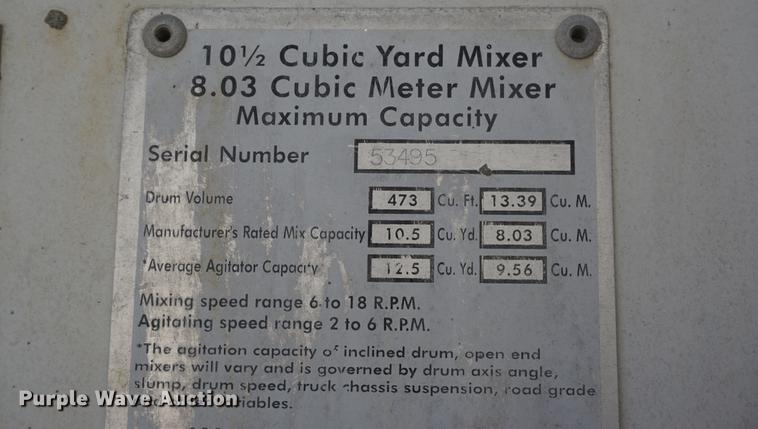 10½ Cubic Yard Mixer
8.03 Cubic Meter Mixer
Maximum Capacity
Serial Number 53495
Drum Volume 473 Cu. Ft. 13.39 Cu. M.
Manufacturer's Rated Mix Capacity 10.5 Cu. Yd. 8.03 Cu. M.
*Average Agitator Capacity 12.5 Cu. Yd. 9.56 Cu. M.
Mixing speed range 6 to 18 R.P.M.
Agitating speed range 2 to 6 R.P.M.
*The agitation capacity of inclined drum, open end
mixers will vary and is governed by drum axis angle,
slump, drum speed, truck chassis suspension, road grade
Purple Wave Auction